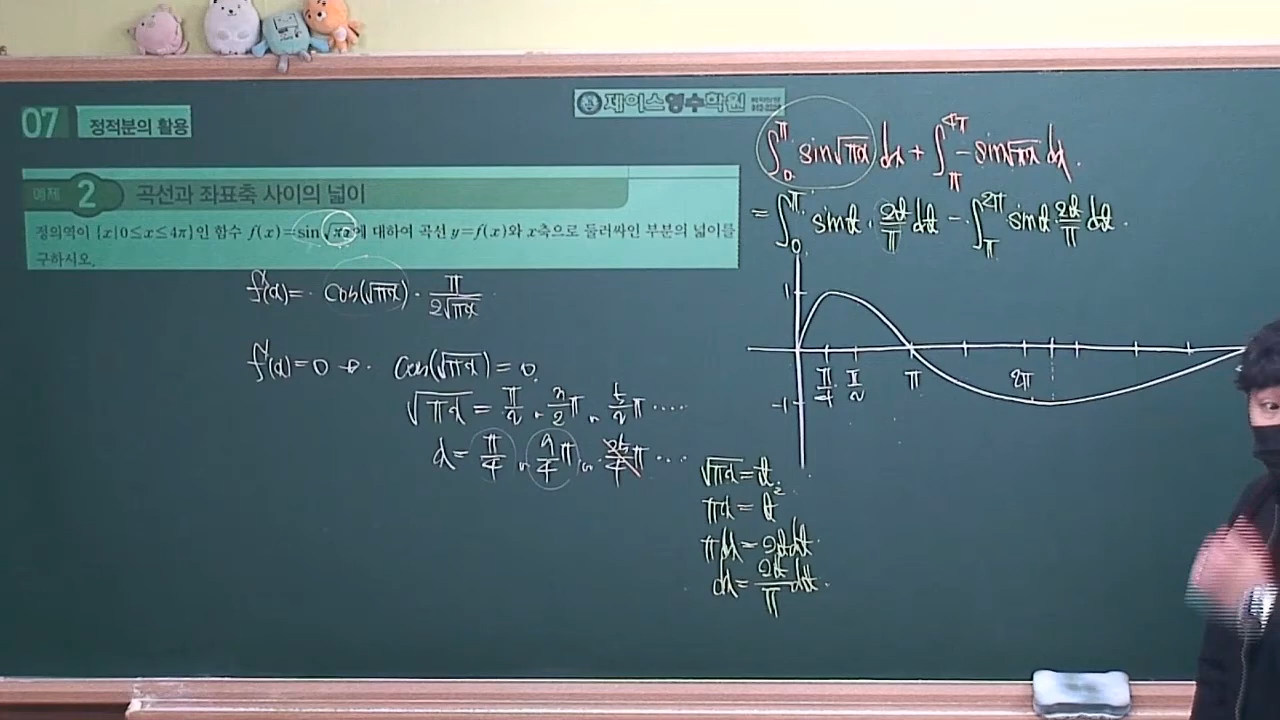 07 정적분의 활용
제이스영수학원
예제 2 곡선과 좌표축 사이의 넓이
정의역이 {x|0≤x≤4π}인 함수 f(x)=sin√πx에 대하여 곡선 y=f(x)와 x축으로 둘러싸인 부분의 넓이를
구하시오.
f'(x)= cos(√πx) · π/2√πx
f'(x)=0 → cos(√πx)=0
√πx = π/2, 3/2π, 5/2π ····
x = π/4, 9/4π, 25/4π ···
∫₀^π sin√πx dx + ∫_π^4π -sin√πx dx.
= ∫₀^π sint · 2t/π dt - ∫_π^2π sint 2t/π dt.
1
π/4 π/2 π 2π
-1
√πx = t
πx = t²
πdx = 2tdt
dx = 2t/π dt.